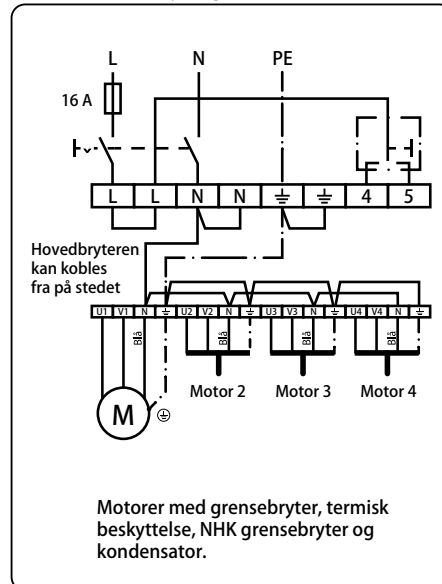 L N PE
16 A
L L N N ⏚ ⏚ 4 5
Hovedbryteren
kan kobles
fra på stedet
U1 V1 N ⏚ U2 V2 N ⏚ U3 V3 N ⏚ U4 V4 N ⏚
Blå Blå Blå Blå
Motor 2 Motor 3 Motor 4
M
Motorer med grensebryter, termisk
beskyttelse, NHK grensebryter og
kondensator.